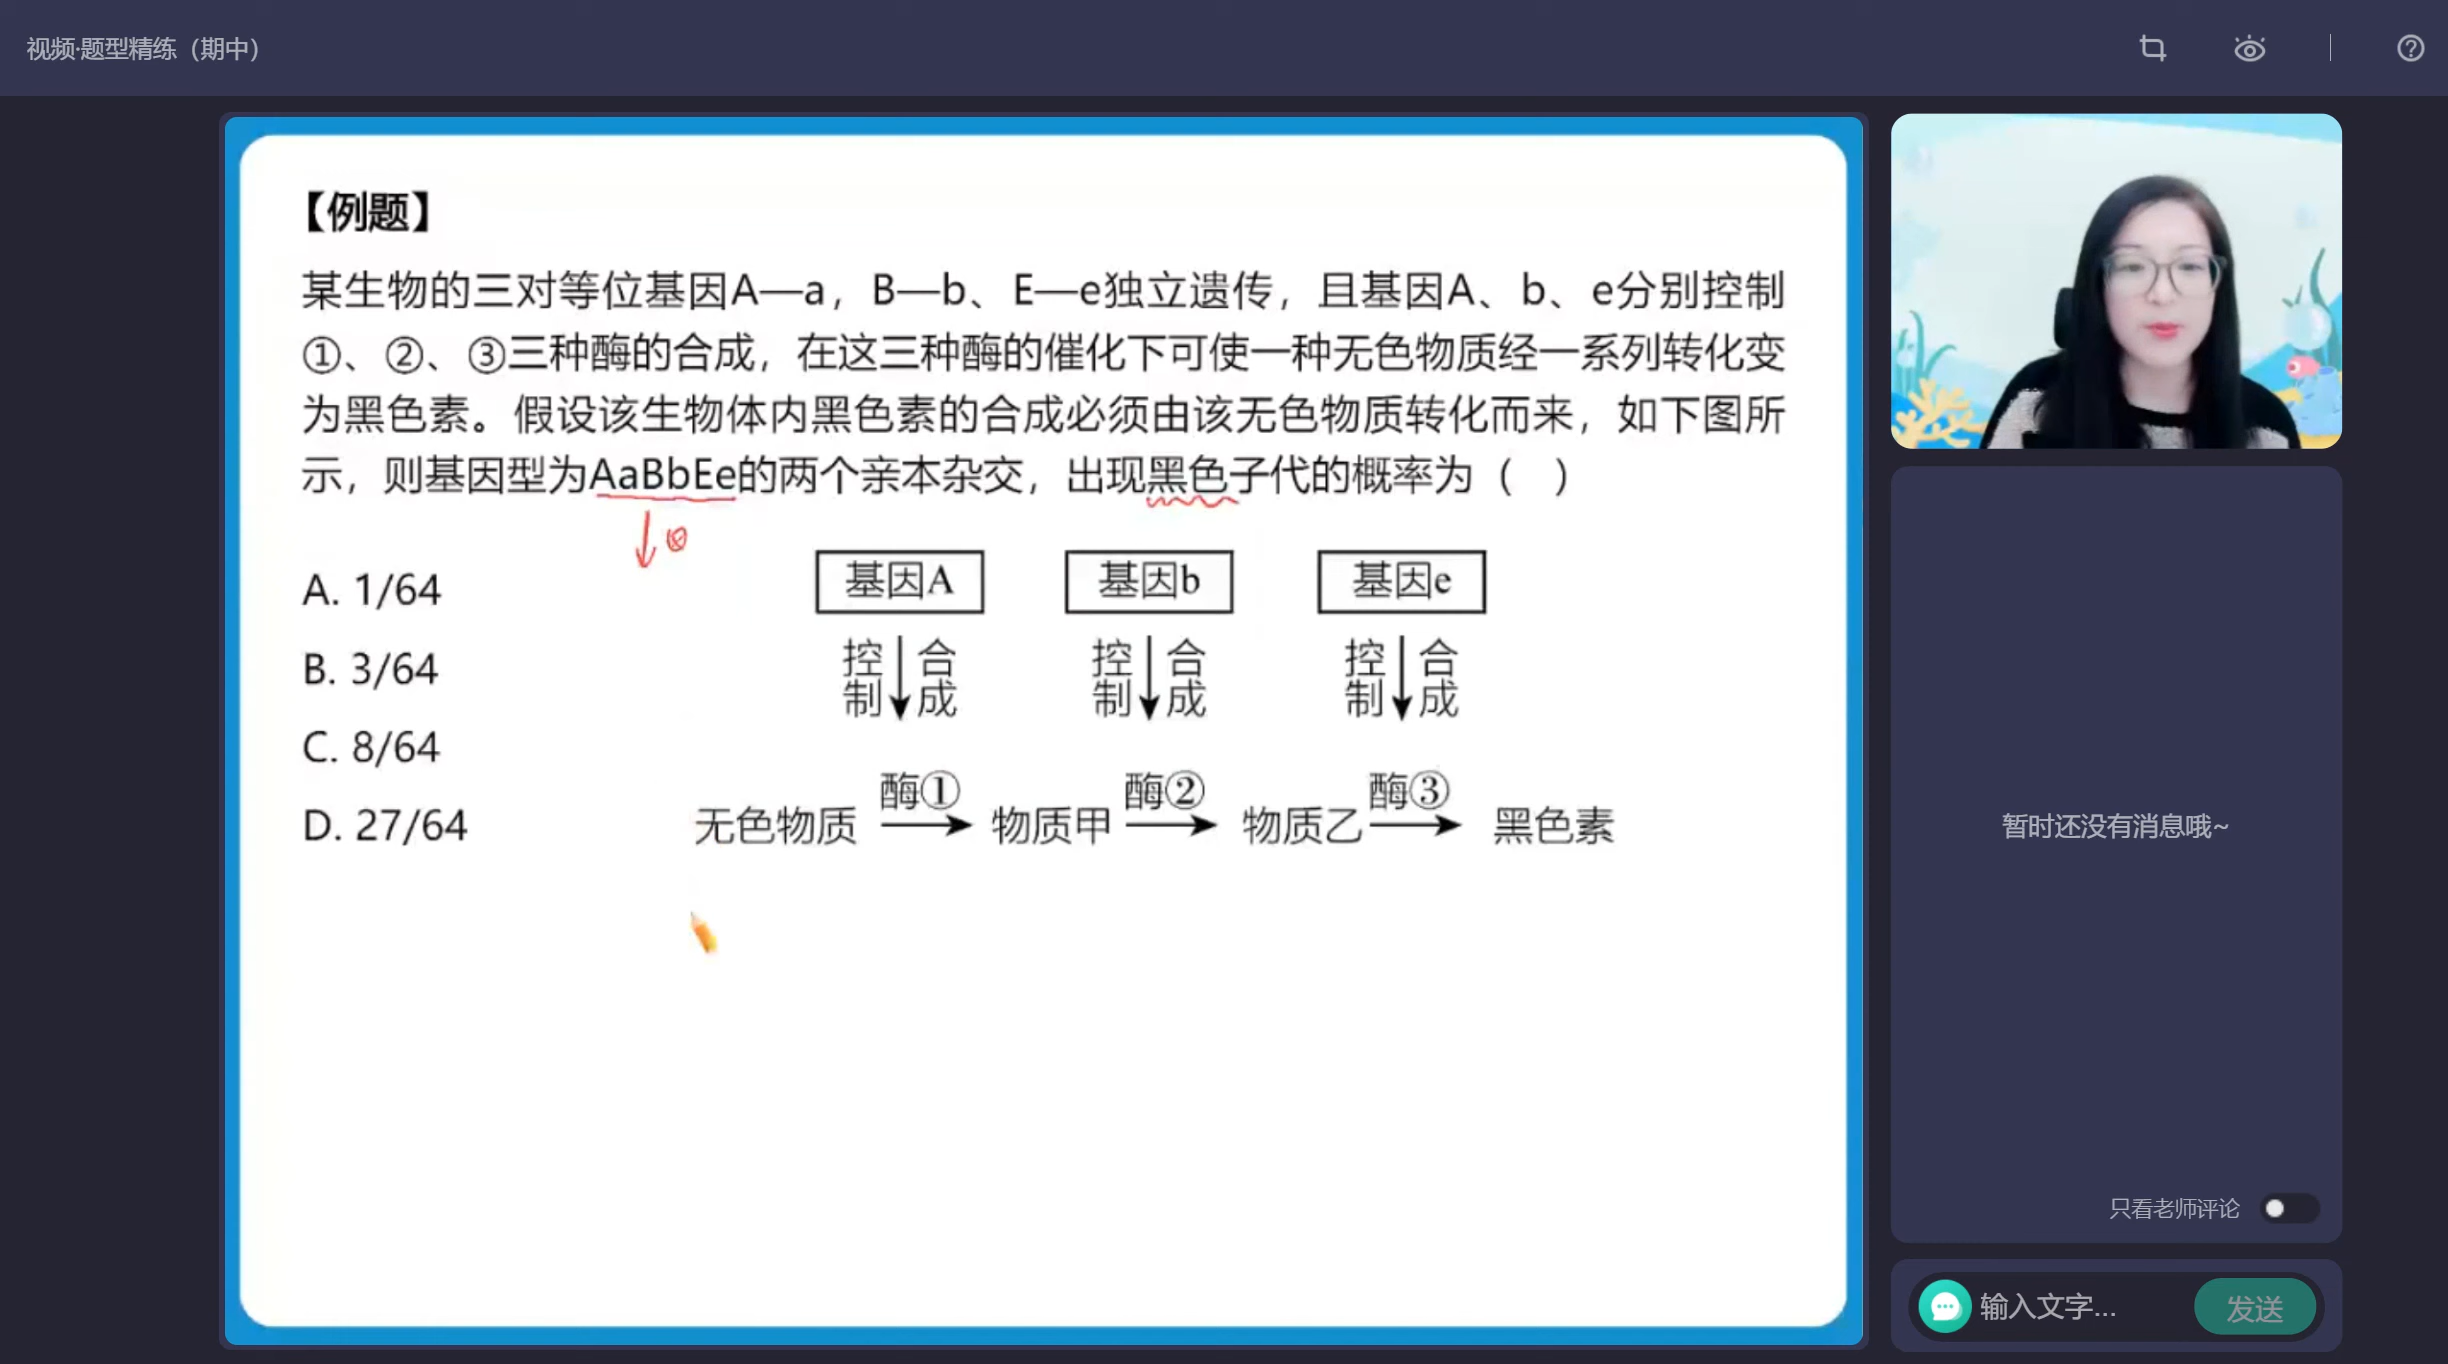 视频·题型精练（期中）
【例题】
某生物的三对等位基因A—a，B—b、E—e独立遗传，且基因A、b、e分别控制
①、②、③三种酶的合成，在这三种酶的催化下可使一种无色物质经一系列转化变
为黑色素。假设该生物体内黑色素的合成必须由该无色物质转化而来，如下图所
示，则基因型为AaBbEe的两个亲本杂交，出现黑色子代的概率为（　）
A. 1/64
B. 3/64
C. 8/64
D. 27/64
基因A 基因b 基因e
控制 合成 控制 合成 控制 合成
酶① 酶② 酶③
无色物质 物质甲 物质乙 黑色素
暂时还没有消息哦~
只看老师评论
输入文字...
发送